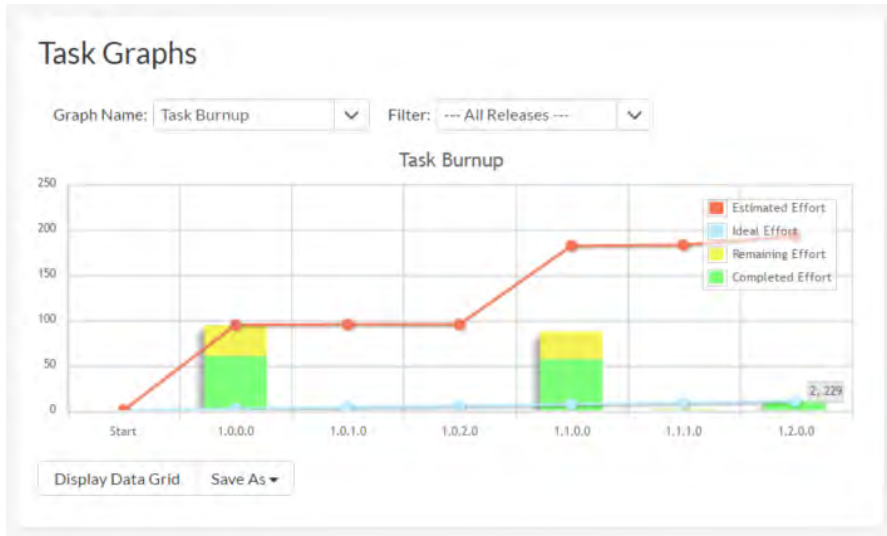 Task Graphs
Graph Name: Task Burnup Filter: --- All Releases ---
Task Burnup
250
200
150
100
50
0
Estimated Effort
Ideal Effort
Remaining Effort
Completed Effort
2, 229
Start 1.0.0.0 1.0.1.0 1.0.2.0 1.1.0.0 1.1.1.0 1.2.0.0
Display Data Grid Save As